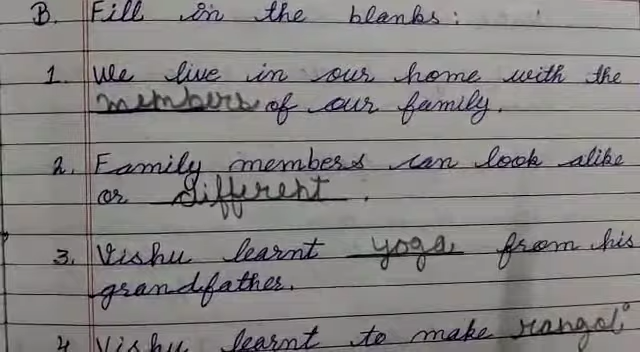 B. Fill in the blanks:
1. We live in our home with the
members of our family.
2. Family members can look alike
or different.
3. Vishu learnt yoga from his
grandfather.
4 Vishu learnt to make rangoli